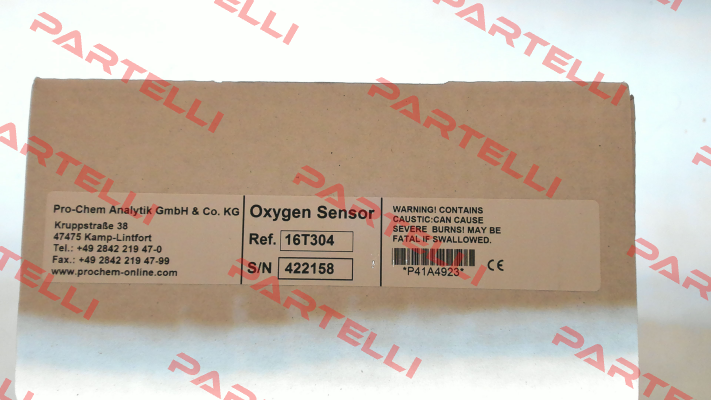 Pro-Chem Analytik GmbH & Co. KG
Kruppstraße 38
47475 Kamp-Lintfort
Tel.: +49 2842 219 47-0
Fax.: +49 2842 219 47-99
www.prochem-online.com
Oxygen Sensor
Ref. 16T304
S/N 422158
WARNING! CONTAINS
CAUSTIC:CAN CAUSE
SEVERE BURNS! MAY BE
FATAL IF SWALLOWED.
*P41A4923*
CE
PARTELLI
PARTELLI
PARTELLI
PARTELLI
PARTELLI
PARTELLI
PARTELLI
PARTELLI
PARTELLI
PARTELLI